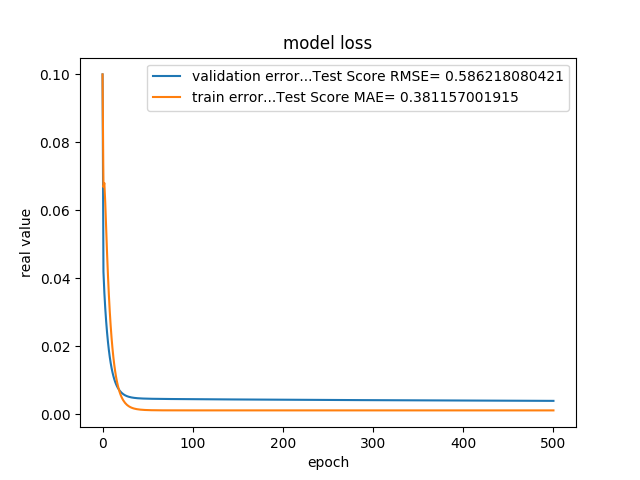 model loss
validation error...Test Score RMSE= 0.586218080421
train error...Test Score MAE= 0.381157001915
real value
0.10
0.08
0.06
0.04
0.02
0.00
0 100 200 300 400 500
epoch